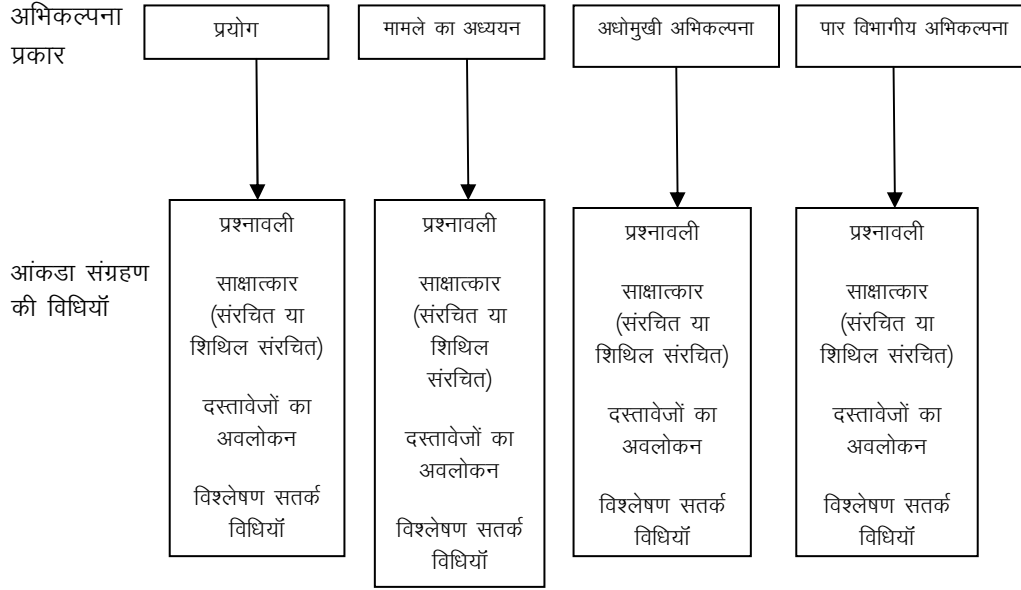 अभिकल्पना
प्रकार
प्रयोग
मामले का अध्ययन
अधोमुखी अभिकल्पना
पार विभागीय अभिकल्पना
आंकडा संग्रहण
की विधियॉ
प्रश्नावली
साक्षात्कार
(संरचित या
शिथिल संरचित)
दस्तावेजों का
अवलोकन
विश्लेषण सतर्क
विधियॉ
प्रश्नावली
साक्षात्कार
(संरचित या
शिथिल
संरचित)
दस्तावेजों का
अवलोकन
विश्लेषण सतर्क
विधियॉ
प्रश्नावली
साक्षात्कार
(संरचित या
शिथिल संरचित)
दस्तावेजों का
अवलोकन
विश्लेषण सतर्क
विधियॉ
प्रश्नावली
साक्षात्कार
(संरचित या
शिथिल संरचित)
दस्तावेजों का
अवलोकन
विश्लेषण सतर्क
विधियॉ